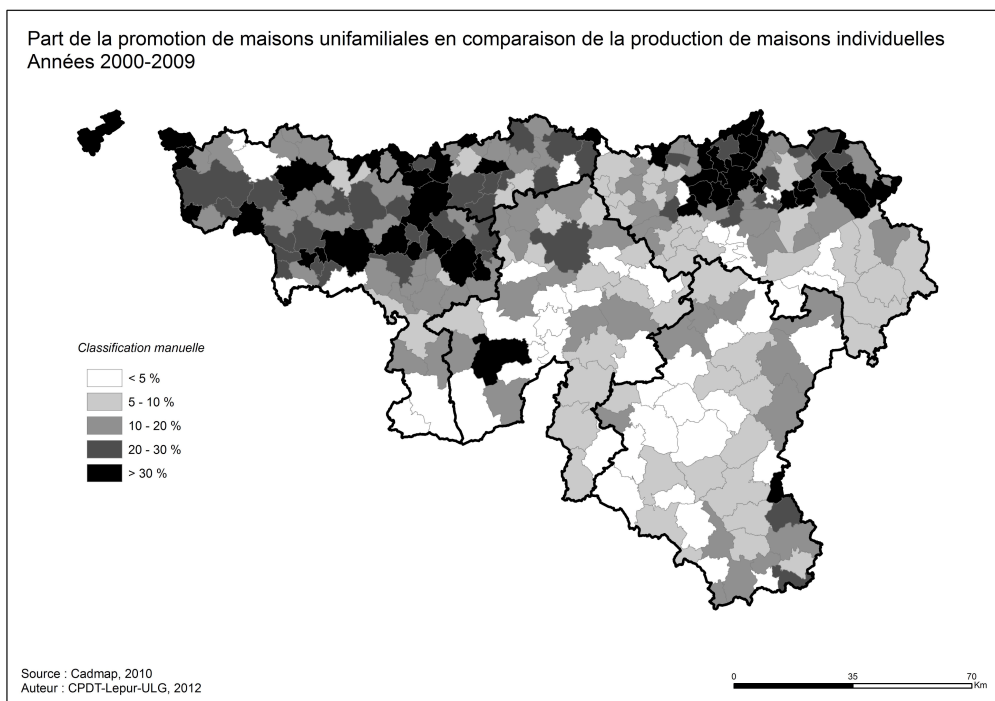 Part de la promotion de maisons unifamiliales en comparaison de la production de maisons individuelles
Années 2000-2009
Classification manuelle
< 5 %
5 - 10 %
10 - 20 %
20 - 30 %
> 30 %
Source : Cadmap, 2010
Auteur : CPDT-Lepur-ULG, 2012
0 35 70
Km